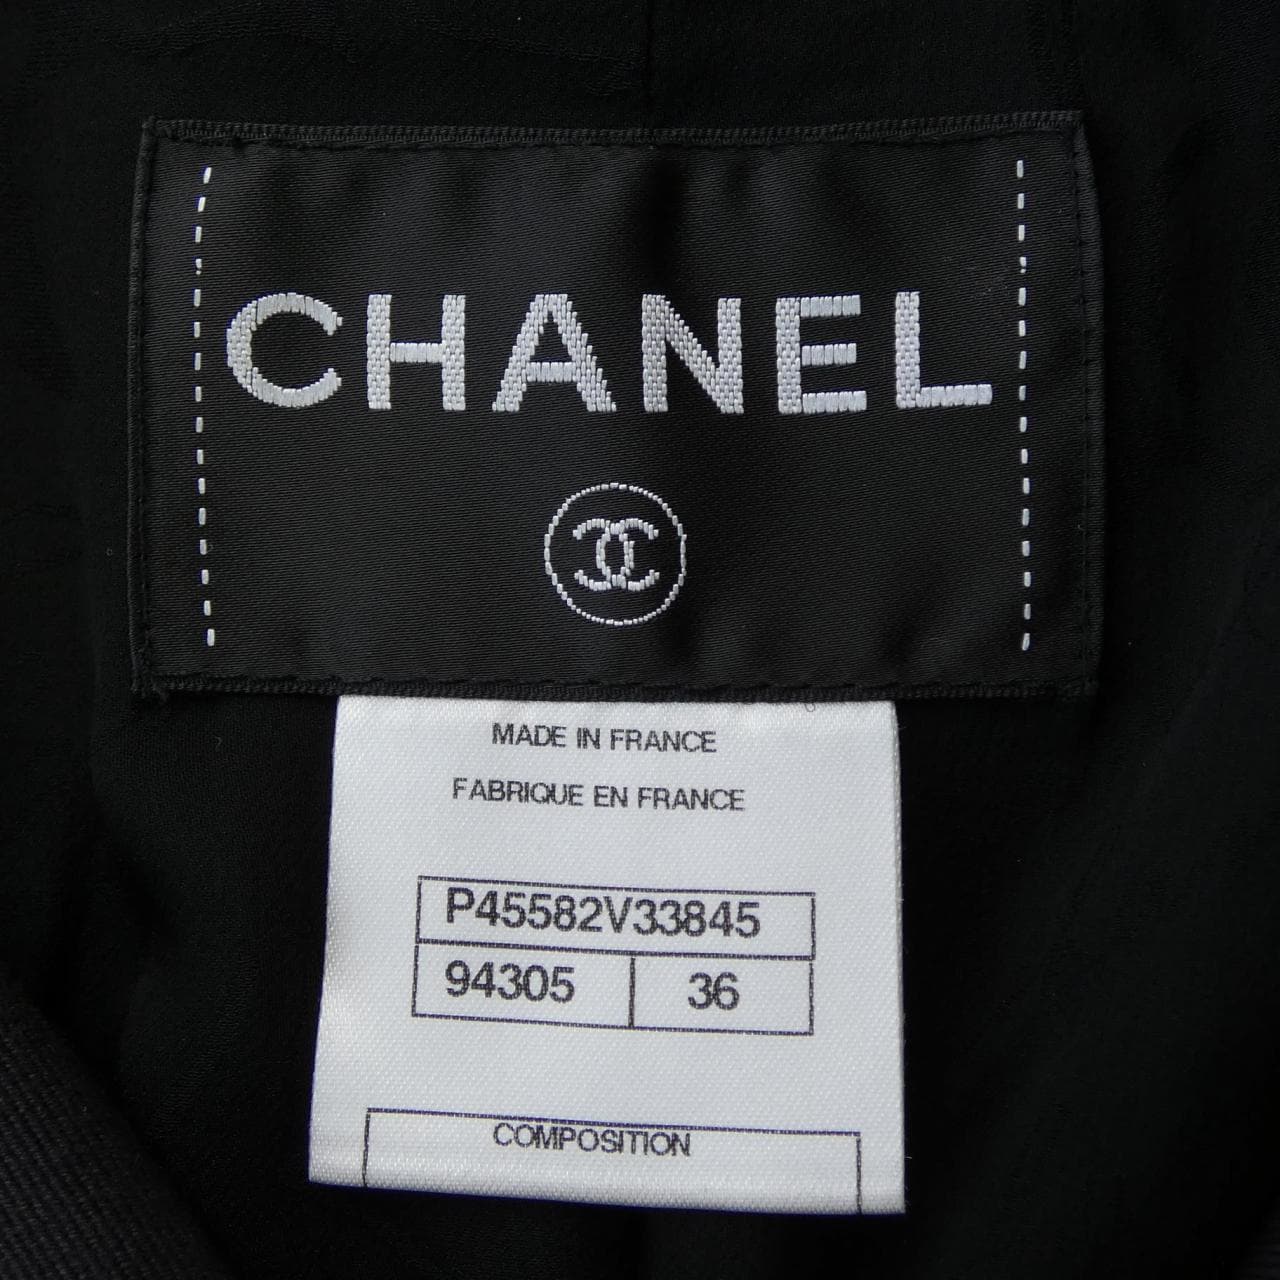 CHANEL
MADE IN FRANCE
FABRIQUE EN FRANCE
P45582V33845
94305 36
COMPOSITION